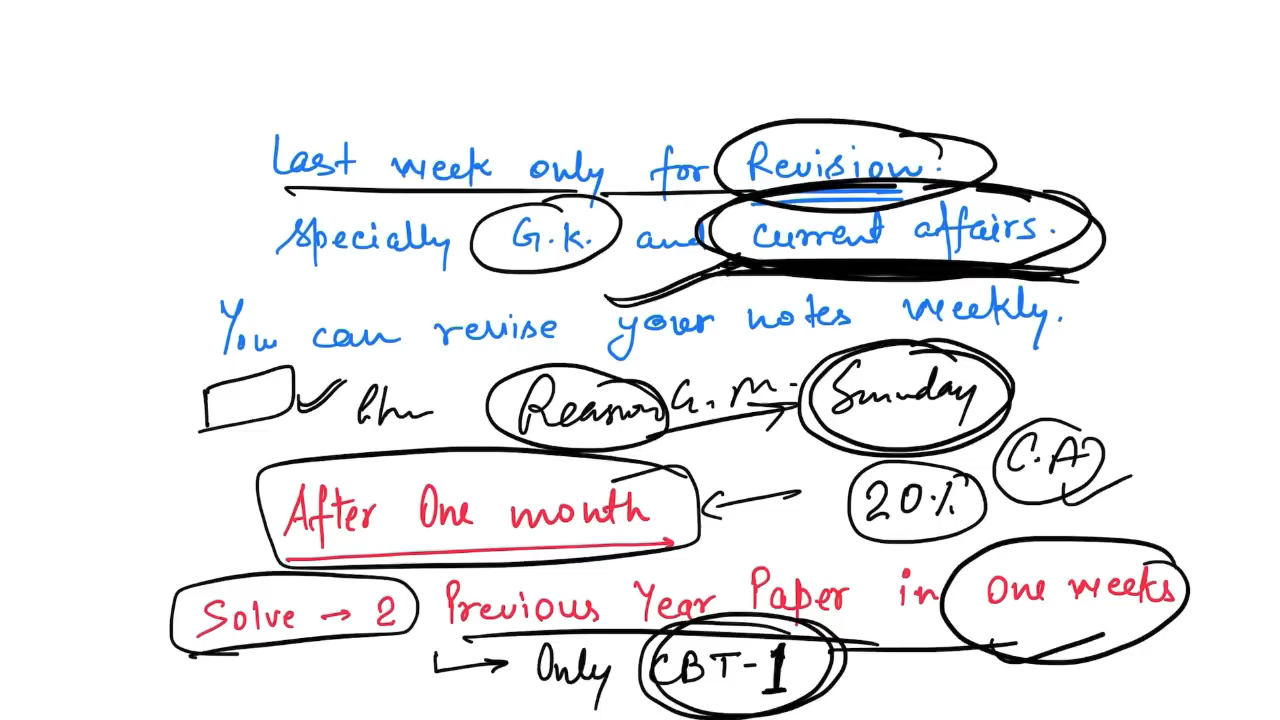 Last week only for Revision.
specially G.K. and current affairs.
You can revise your notes weekly.
Reason G.M. Sunday
C.A
After One month 20%
Solve → 2 Previous Year Paper in One weeks
↳ Only CBT-1